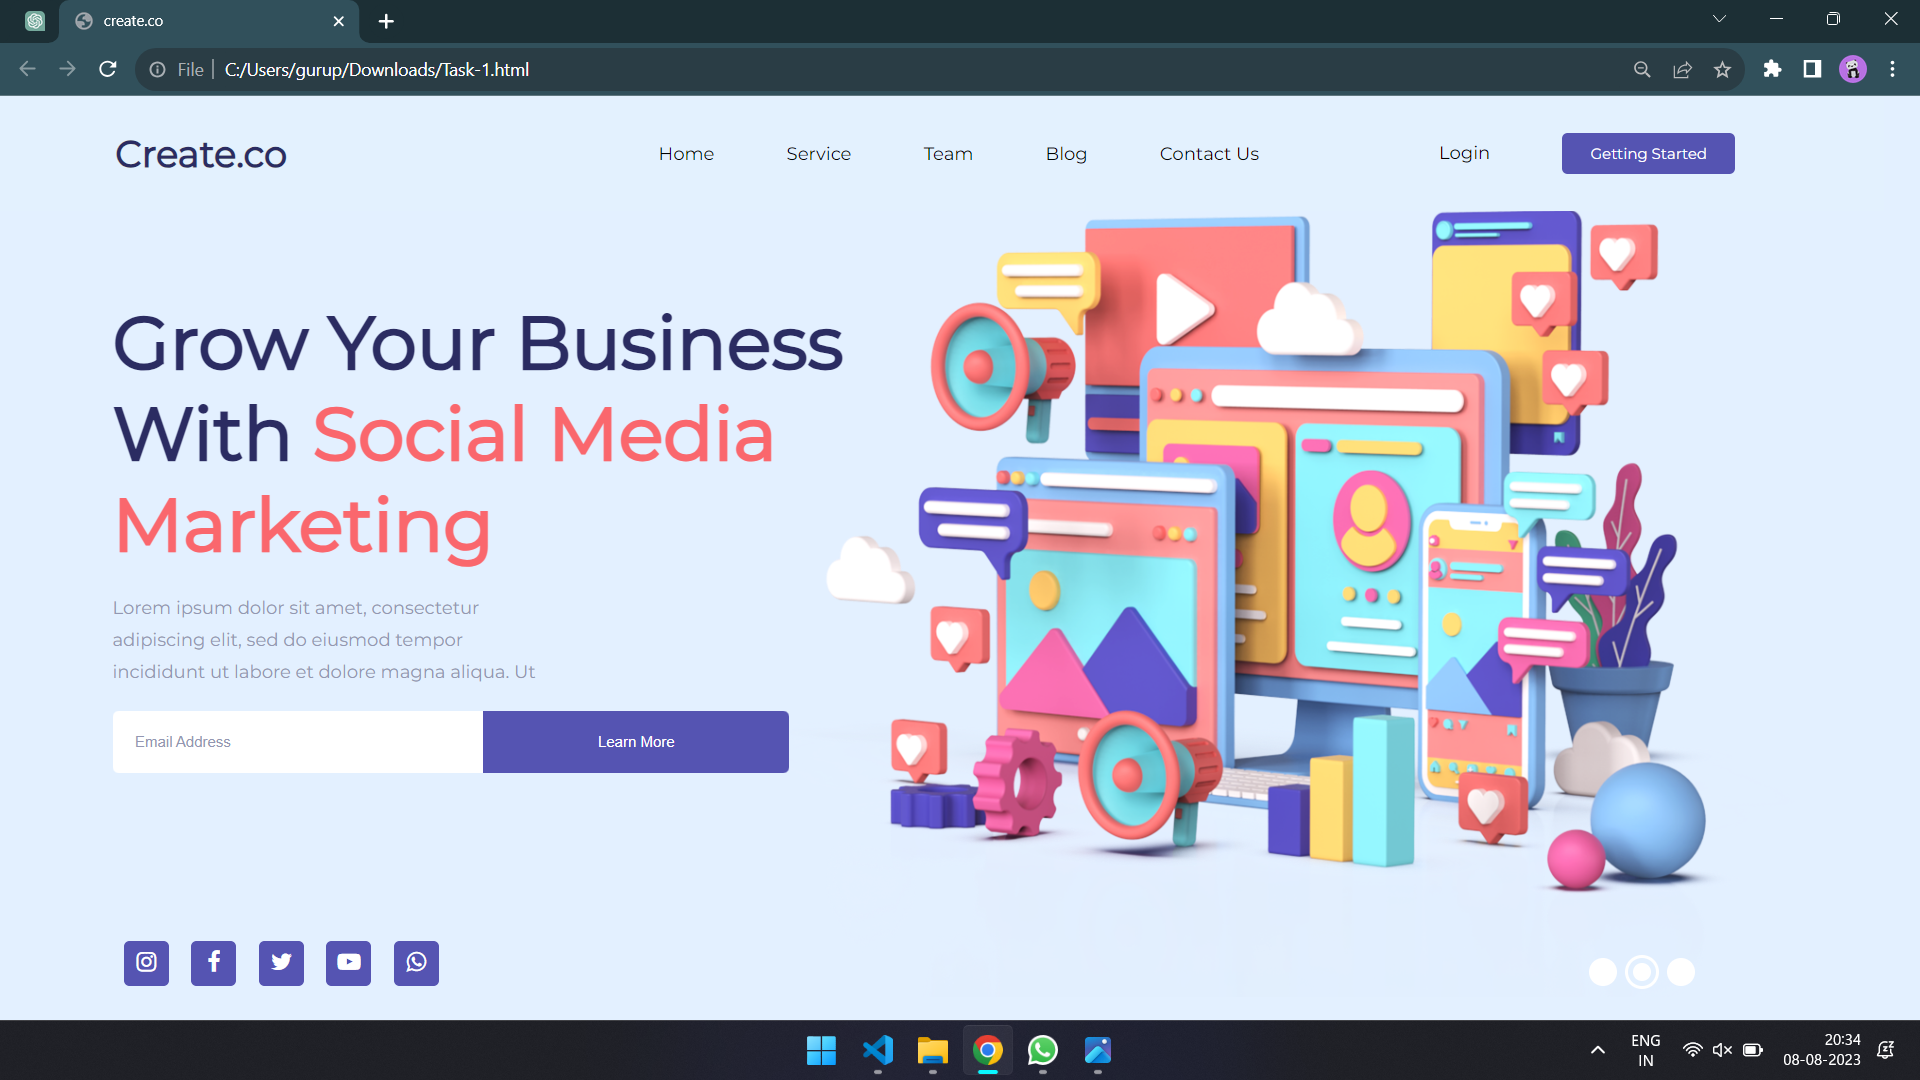 create.co
File
C:/Users/gurup/Downloads/Task-1.html
Create.co
Home
Service
Team
Blog
Contact Us
Login
Getting Started
Grow Your Business
With Social Media
Marketing
Lorem ipsum dolor sit amet, consectetur
adipiscing elit, sed do eiusmod tempor
incididunt ut labore et dolore magna aliqua. Ut
Email Address
Learn More
ENG
IN
20:34
08-08-2023